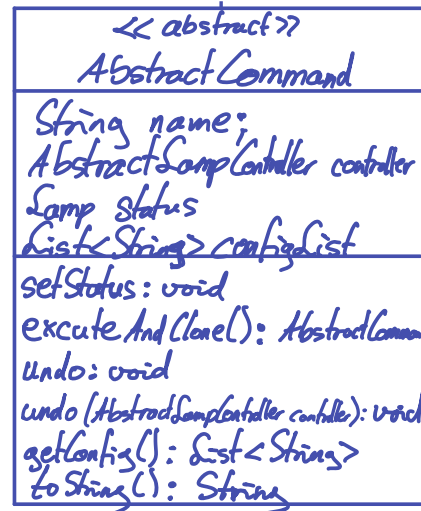 << abstract >>
AbstractCommand
String name;
AbstractLampController controller
Lamp status
List<String> configList
setStatus: void
excuteAndClone(): AbstractComman
undo: void
undo (AbstractLampController controller): void
getConfig(): List<String>
toString(): String